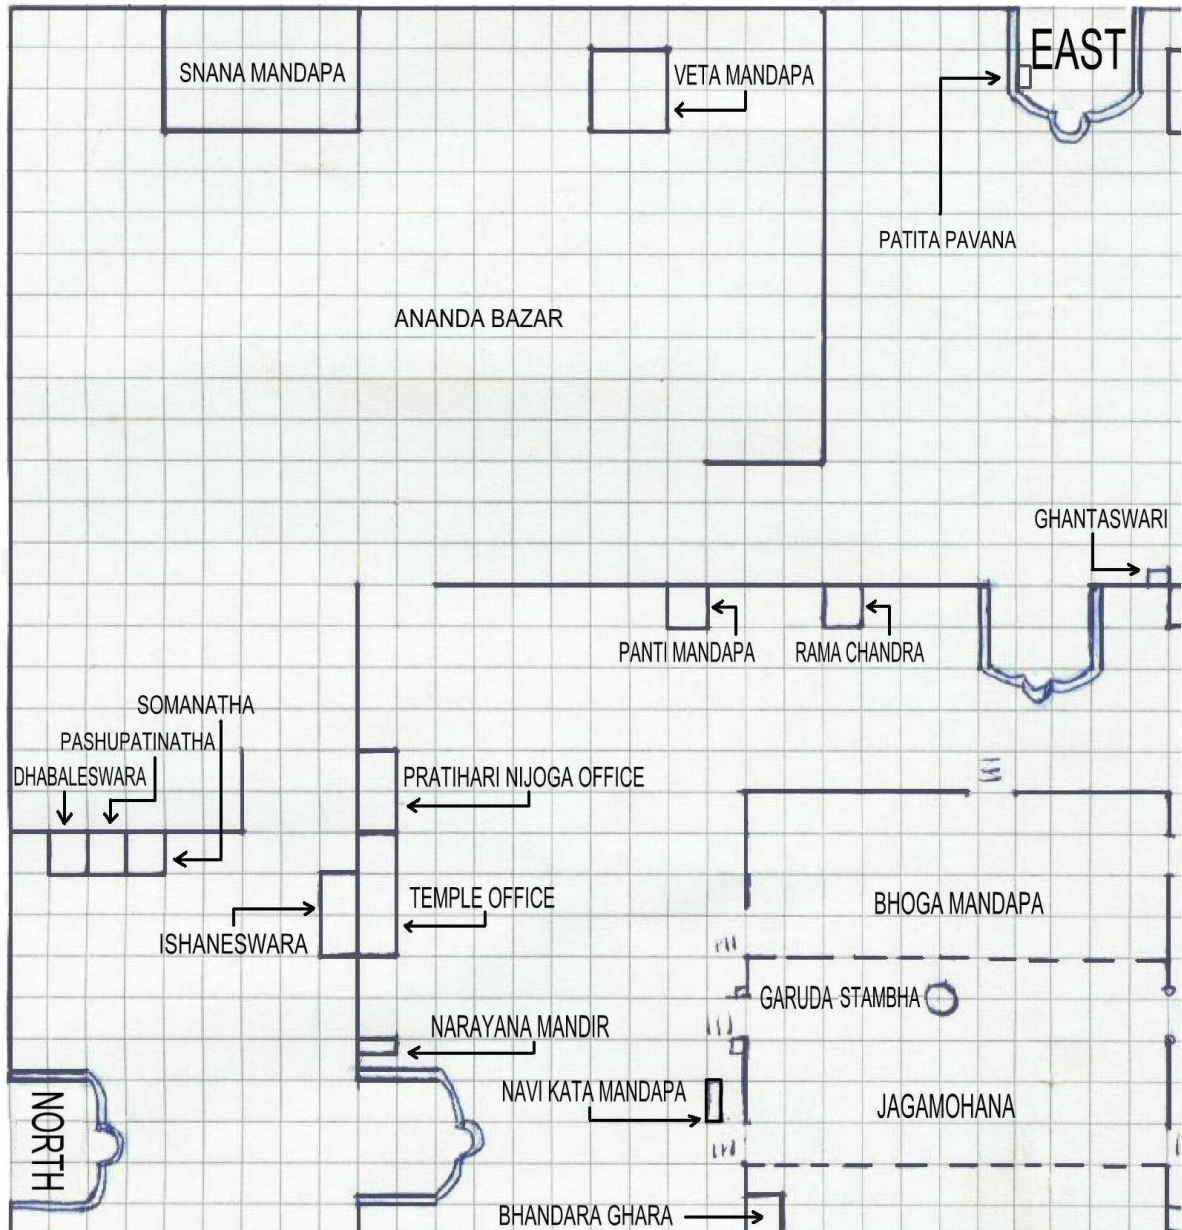 SNANA MANDAPA
VETA MANDAPA
EAST
PATITA PAVANA
ANANDA BAZAR
GHANTASWARI
PANTI MANDAPA
RAMA CHANDRA
SOMANATHA
PASHUPATINATHA
DHABALESWARA
PRATIHARI NIJOGA OFFICE
TEMPLE OFFICE
BHOGA MANDAPA
ISHANESWARA
GARUDA STAMBHA
NARAYANA MANDIR
NAVI KATA MANDAPA
JAGAMOHANA
NORTH
BHANDARA GHARA